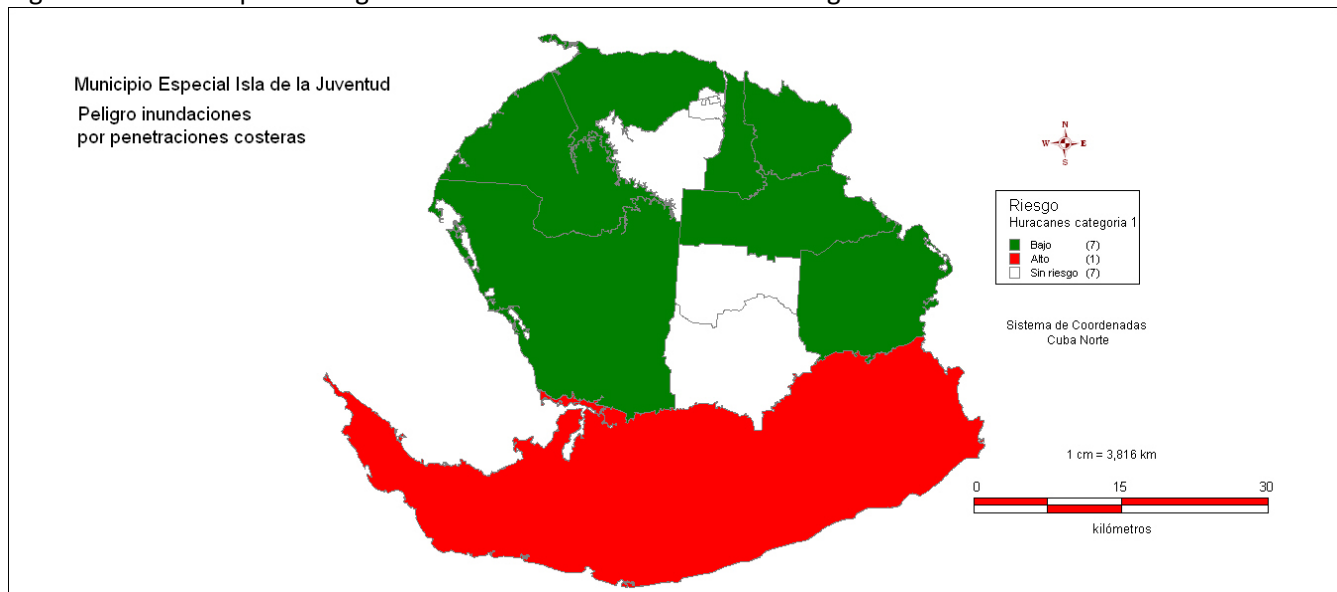 Municipio Especial Isla de la Juventud
Peligro inundaciones
por penetraciones costeras
N
W E
S
Riesgo
Huracanes categoria 1
Bajo (7)
Alto (1)
Sin riesgo (7)
Sistema de Coordenadas
Cuba Norte
1 cm = 3,816 km
0 15 30
kilómetros